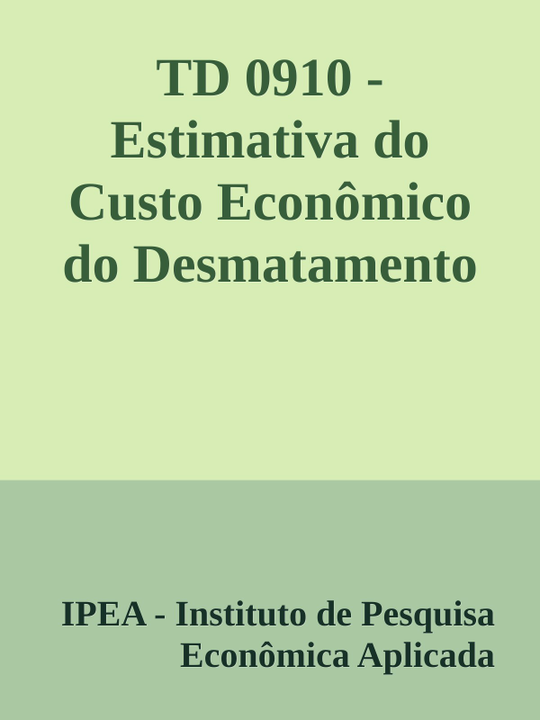 TD 0910 -
Estimativa do
Custo Econômico
do Desmatamento
IPEA - Instituto de Pesquisa
Econômica Aplicada